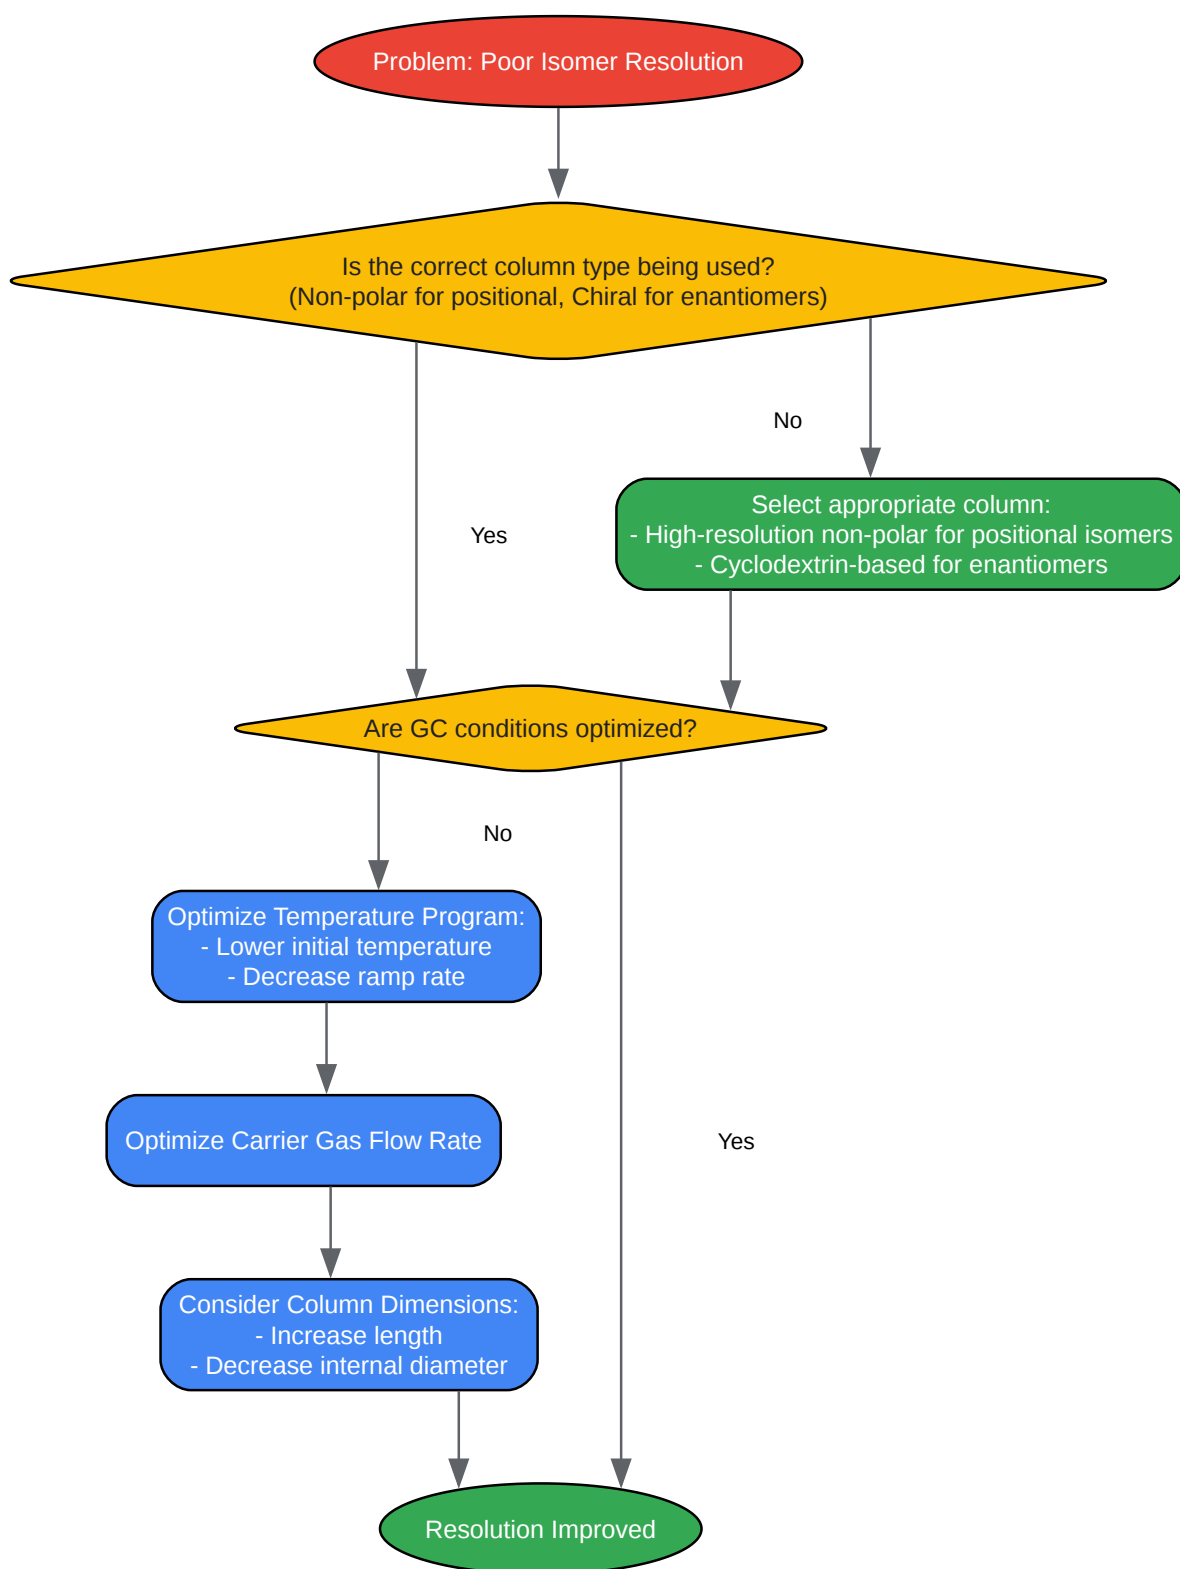 Problem: Poor Isomer Resolution
Is the correct column type being used?
(Non-polar for positional, Chiral for enantiomers)
No
Select appropriate column:
- High-resolution non-polar for positional isomers
- Cyclodextrin-based for enantiomers
Yes
Are GC conditions optimized?
No
Optimize Temperature Program:
- Lower initial temperature
- Decrease ramp rate
Optimize Carrier Gas Flow Rate
Yes
Consider Column Dimensions:
- Increase length
- Decrease internal diameter
Resolution Improved